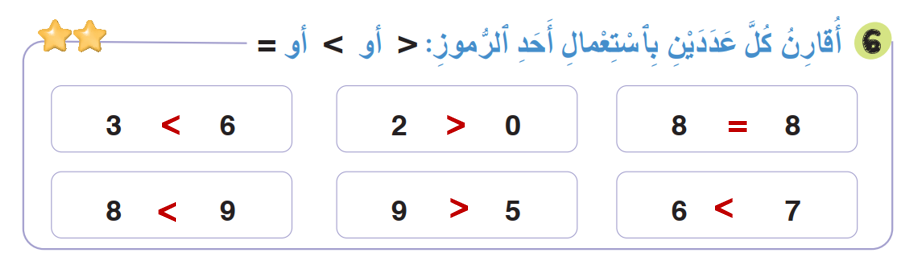 6 أُقارِنُ كُلَّ عَدَدَيْنِ بِٱسْتِعْمالِ أَحَدِ ٱلرُّموزِ: > أو < أو =
8 = 8
2 > 0
3 < 6
6 < 7
9 > 5
8 < 9